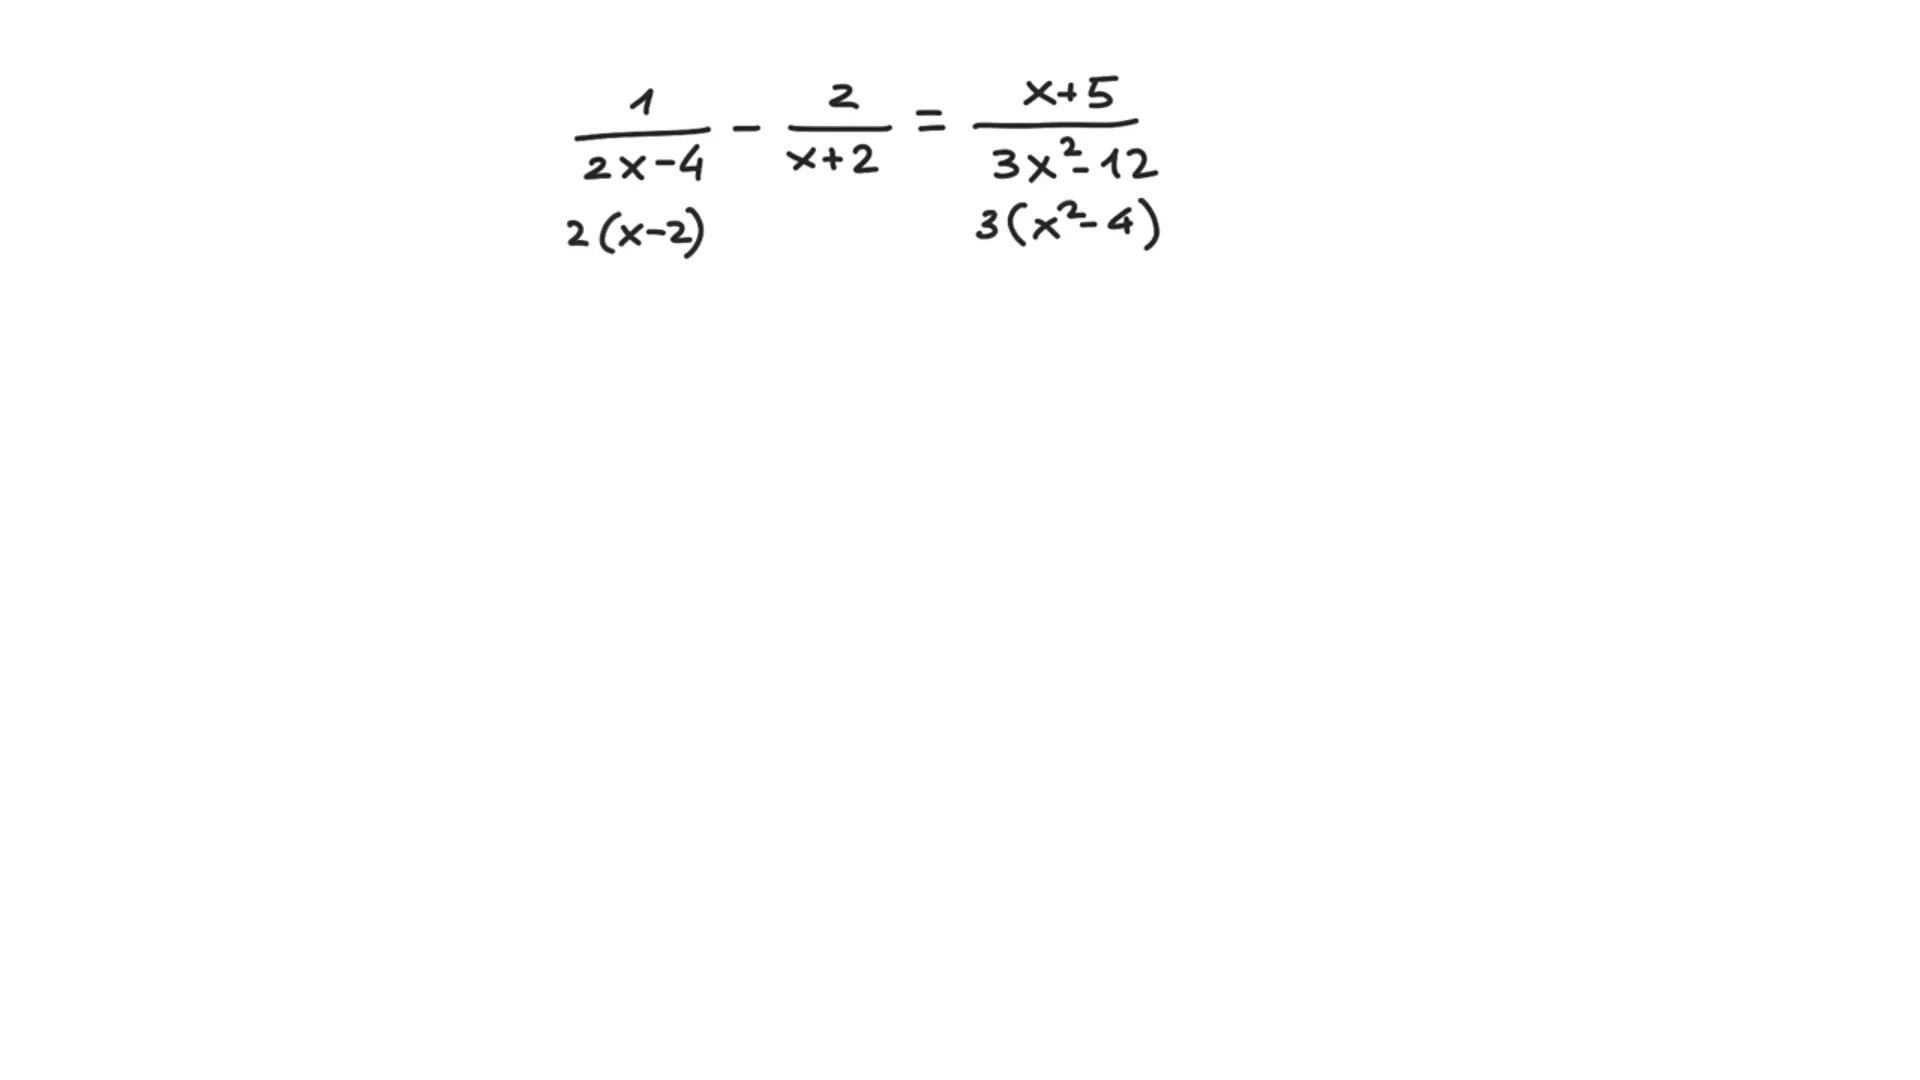 1/(2x-4) - 2/(x+2) = (x+5)/(3x²-12)
2(x-2) 3(x²-4)